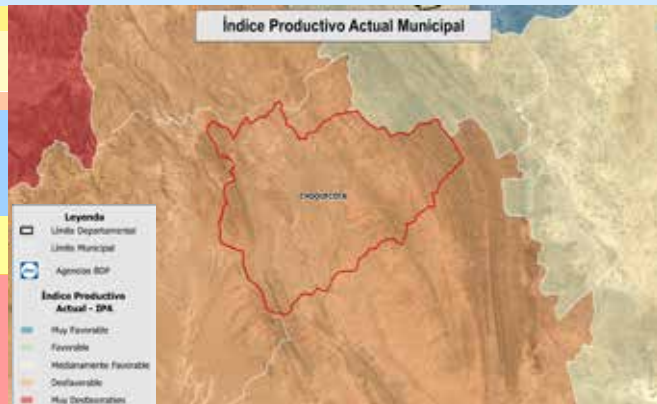 Índice Productivo Actual Municipal
CHOQUECOTA
Leyenda
Límite Departamental
Límite Municipal
Agencias BDP
Índice Productivo
Actual - IPA
Muy Favorable
Favorable
Medianamente Favorable
Desfavorable
Muy Desfavorable